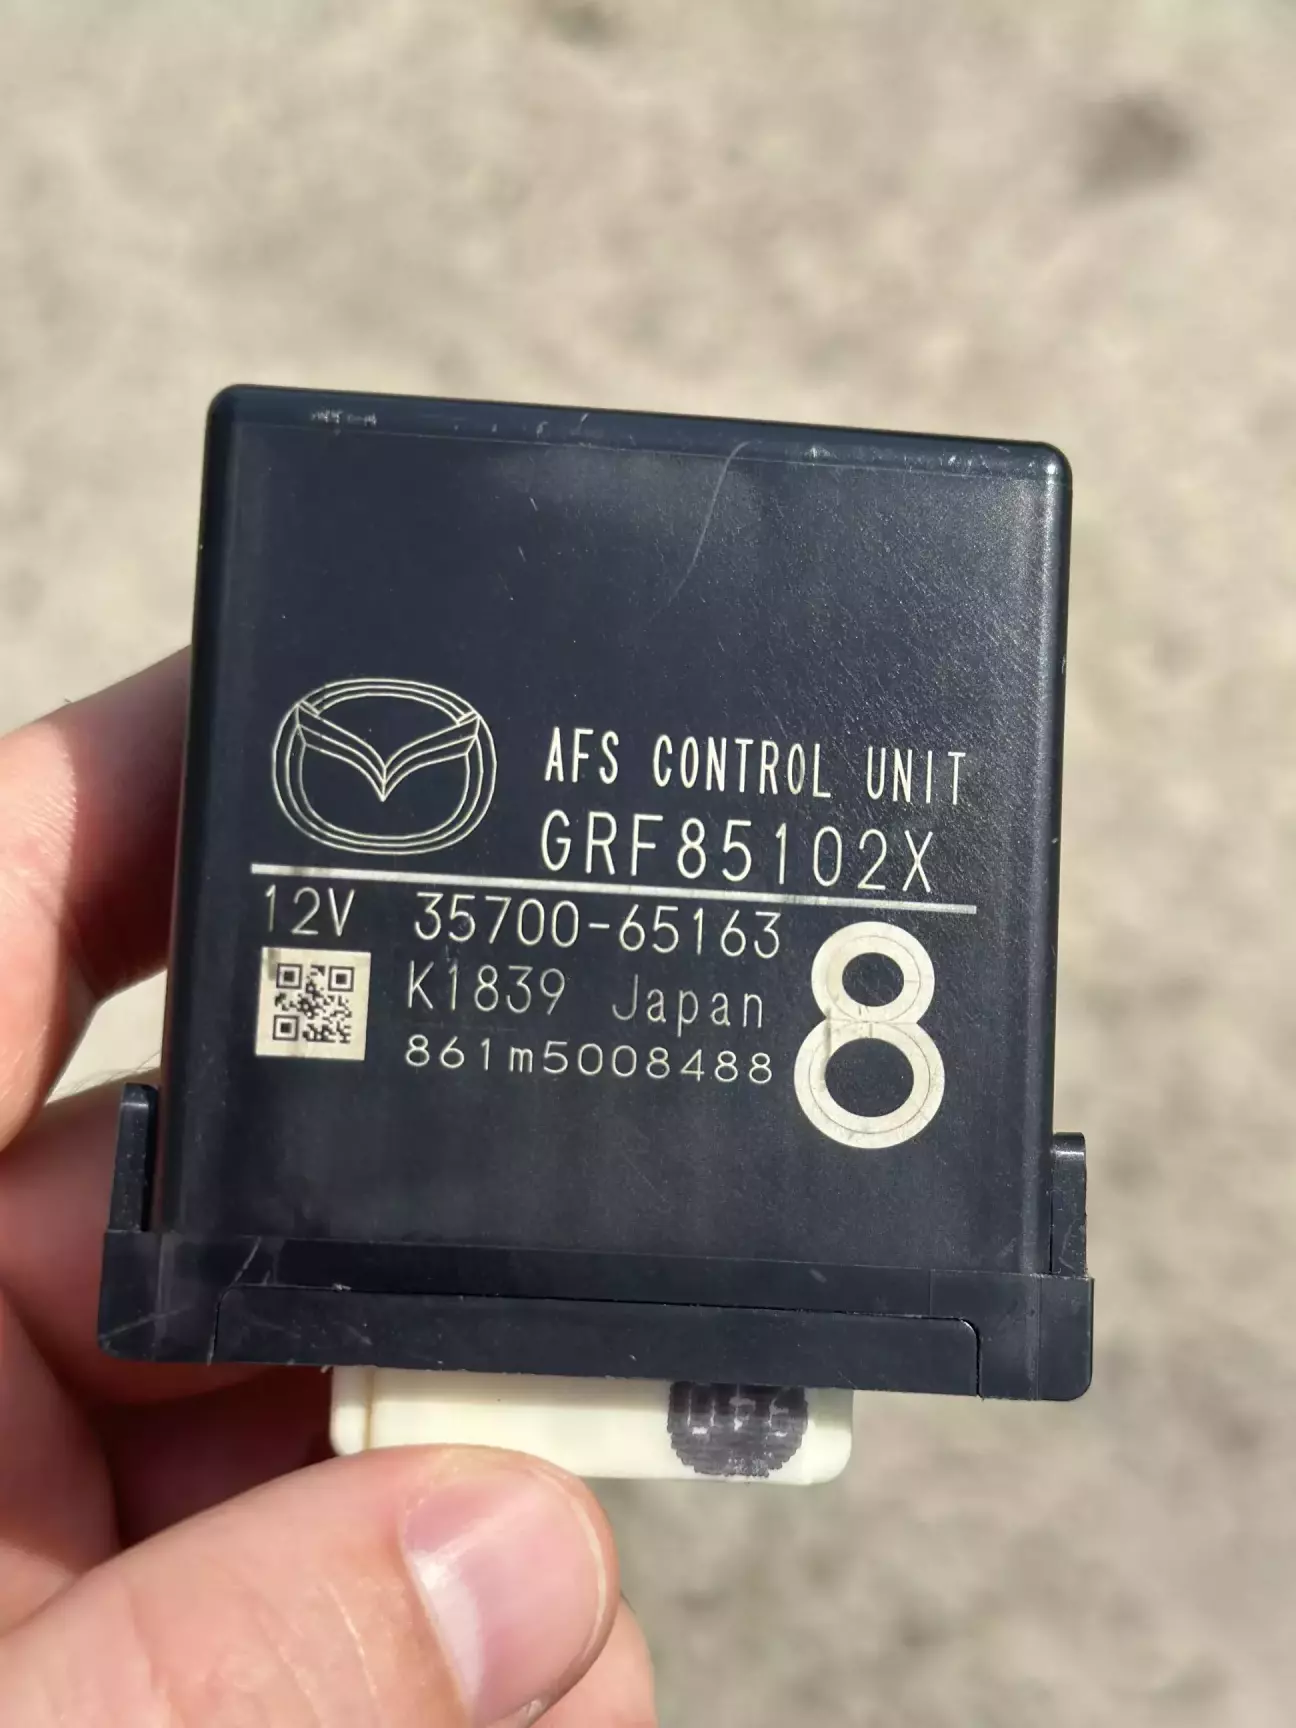 AFS CONTROL UNIT
GRF85102X
12V 35700-65163
K1839 Japan
8
861m5008488